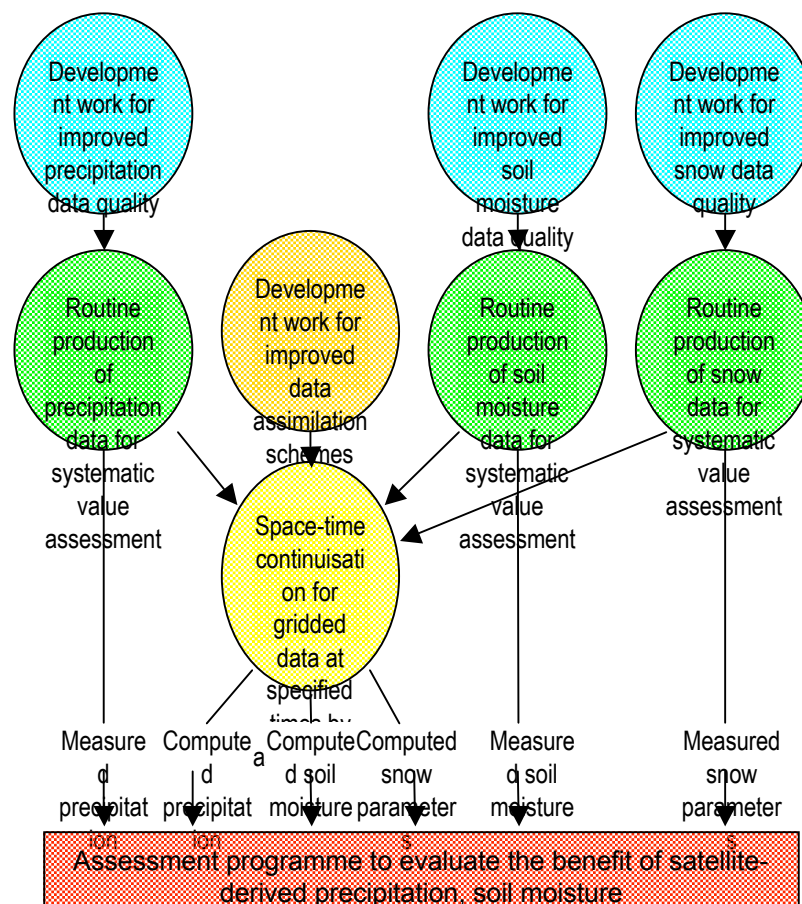 Developme
nt work for
improved
precipitation
data quality
Developme
nt work for
improved
soil
moisture
data quality
Developme
nt work for
improved
snow data
quality
Routine
production
of
precipitation
data for
systematic
value
assessment
Developme
nt work for
improved
data
assimilation
schemes
Routine
production
of soil
moisture
data for
systematic
value
assessment
Routine
production
of snow
data for
systematic
value
assessment
Space-time
continuisati
on for
gridded
data at
specified
times by
a
Measure
d
precipitat
ion
Compute
d
precipitat
ion
Compute
d soil
moisture
Computed
snow
parameter
s
Measure
d soil
moisture
Measured
snow
parameter
s
Assessment programme to evaluate the benefit of satellite-
derived precipitation, soil moisture